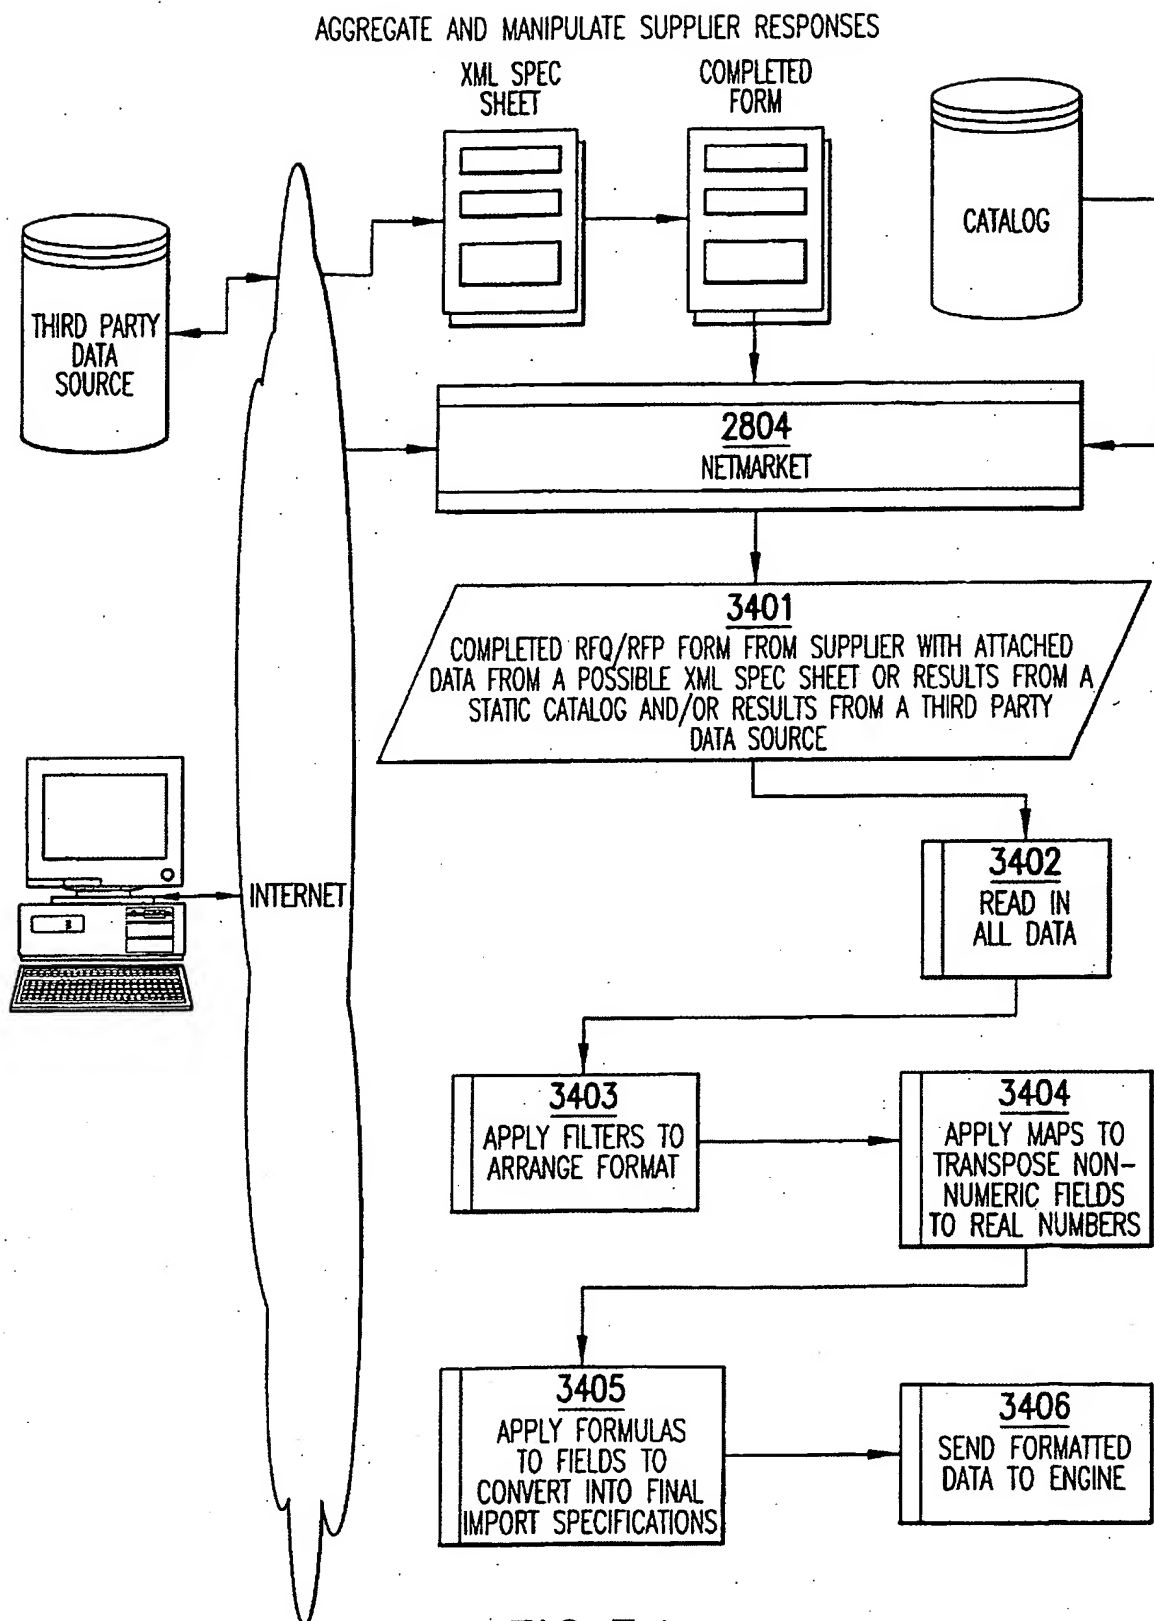 AGGREGATE AND MANIPULATE SUPPLIER RESPONSES
XML SPEC
SHEET
COMPLETED
FORM
CATALOG
THIRD PARTY
DATA
SOURCE
2804
NETMARKET
3401
COMPLETED RFQ/RFP FORM FROM SUPPLIER WITH ATTACHED
DATA FROM A POSSIBLE XML SPEC SHEET OR RESULTS FROM A
STATIC CATALOG AND/OR RESULTS FROM A THIRD PARTY
DATA SOURCE
INTERNET
3402
READ IN
ALL DATA
3403
APPLY FILTERS TO
ARRANGE FORMAT
3404
APPLY MAPS TO
TRANSPOSE NON-
NUMERIC FIELDS
TO REAL NUMBERS
3405
APPLY FORMULAS
TO FIELDS TO
CONVERT INTO FINAL
IMPORT SPECIFICATIONS
3406
SEND FORMATTED
DATA TO ENGINE